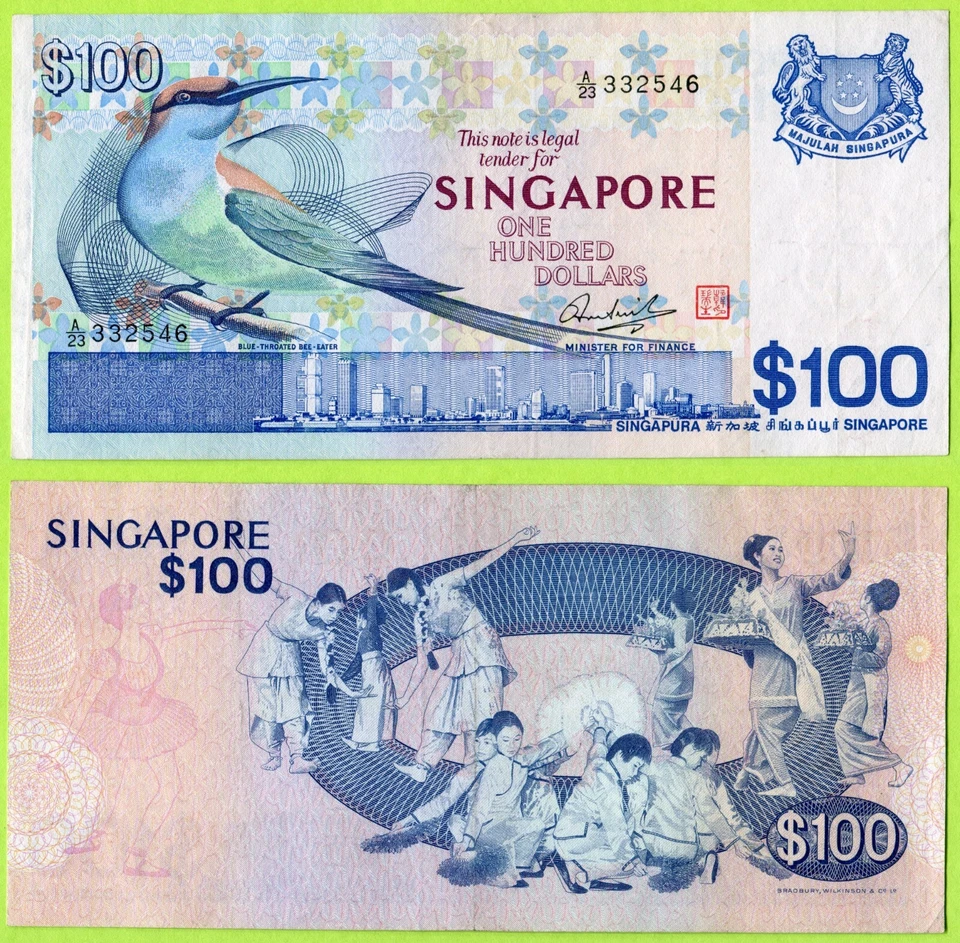 $100
A/23 332546
MAJULAH SINGAPURA
This note is legal
tender for
SINGAPORE
ONE
HUNDRED
DOLLARS
A/23 332546
BLUE-THROATED BEE-EATER
MINISTER FOR FINANCE
$100
SINGAPURA 新加坡 சிங்கப்பூர் SINGAPORE
SINGAPORE
$100
$100
BRADBURY, WILKINSON & Cº Lᵈ